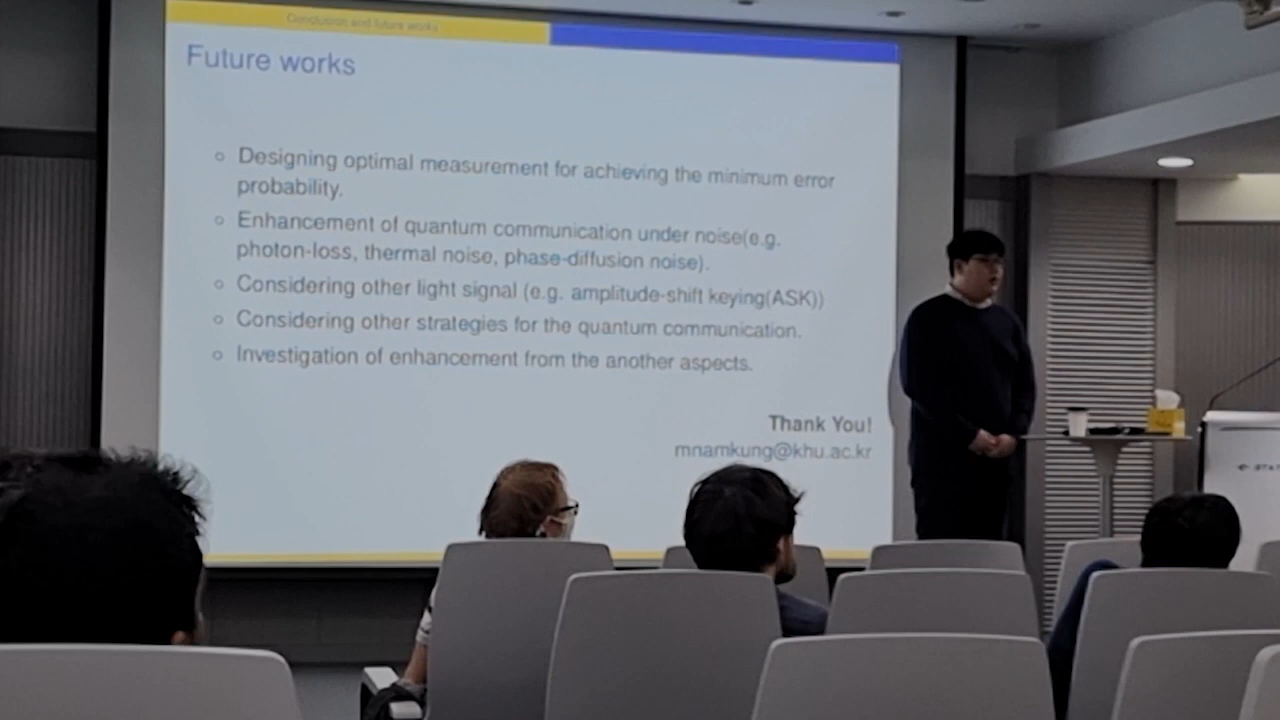 Conclusion and future works
Future works
Designing optimal measurement for achieving the minimum error
probability.
Enhancement of quantum communication under noise(e.g.
photon-loss, thermal noise, phase-diffusion noise).
Considering other light signal (e.g. amplitude-shift keying(ASK))
Considering other strategies for the quantum communication.
Investigation of enhancement from the another aspects.
Thank You!
mnamkung@khu.ac.kr